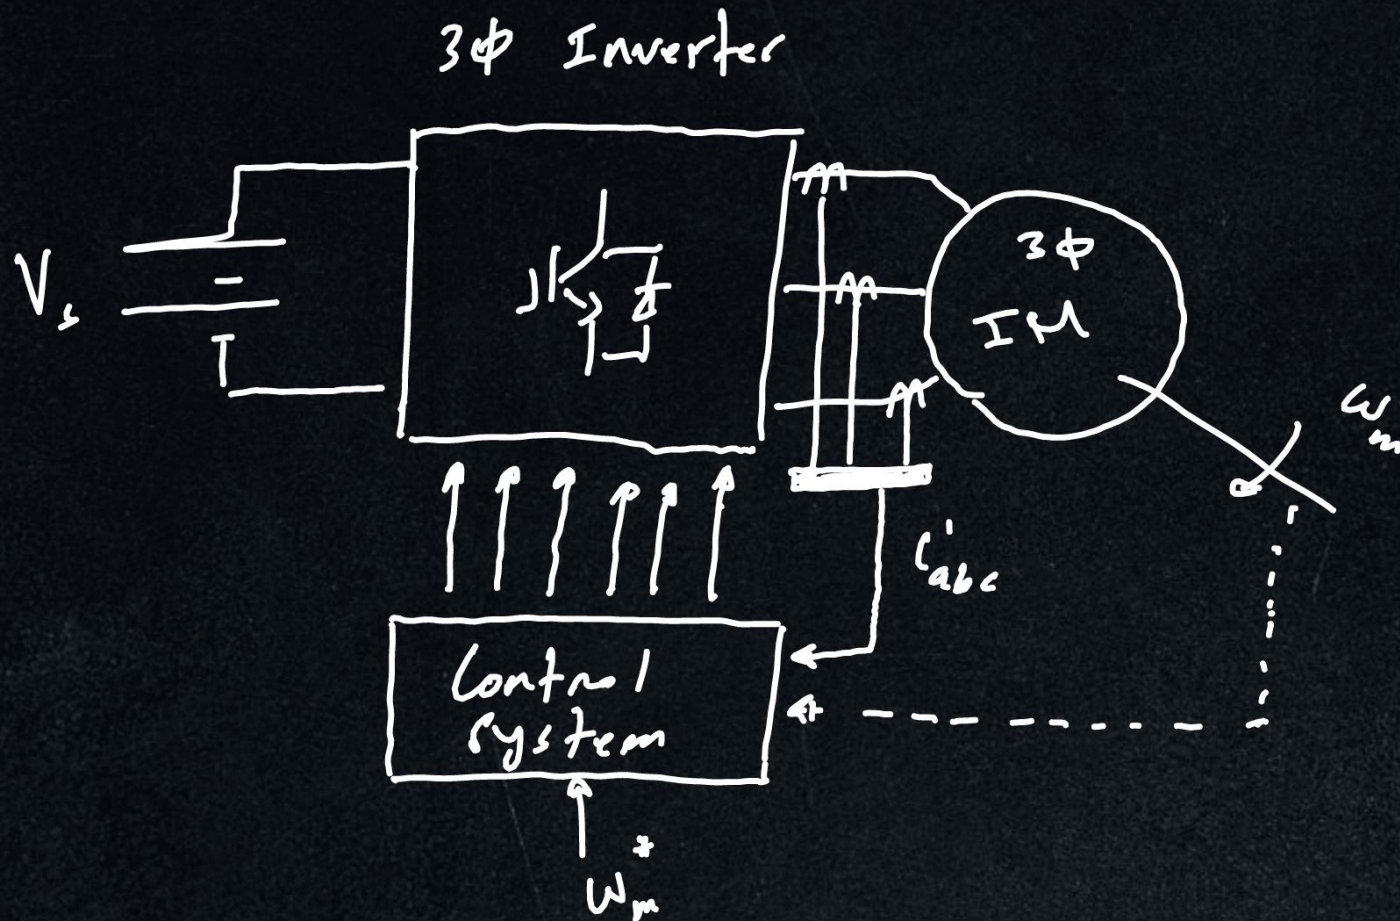 3ϕ Inverter
V_s
3ϕ
IM
ω_m
i_abc
Control
System
ω_m^*